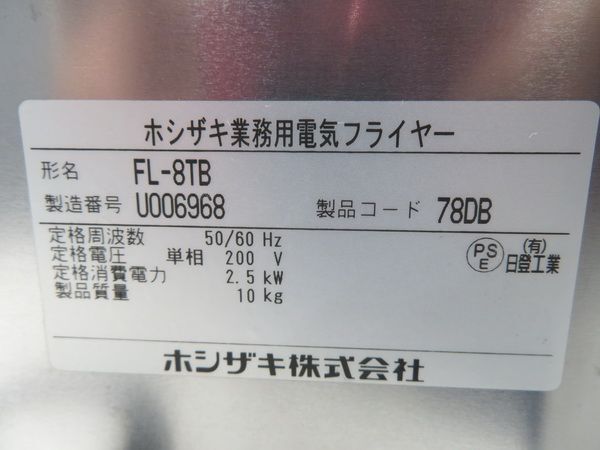 ホシザキ業務用電気フライヤー
形名 FL-8TB
製造番号 U006968 製品コード 78DB
定格周波数 50/60 Hz
定格電圧 単相 200 V
定格消費電力 2.5 kW
製品質量 10 kg
PS
E
(有)
日登工業
ホシザキ株式会社